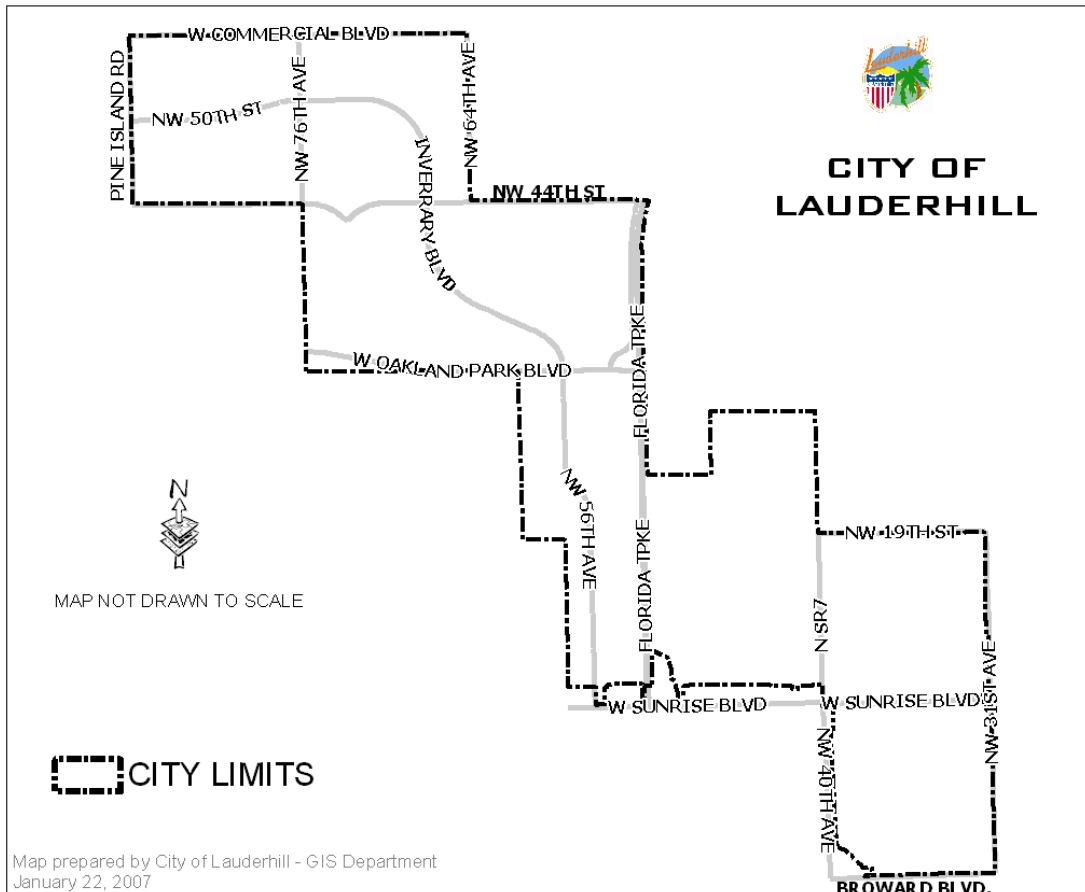 W COMMERCIAL BLVD
PINE ISLAND RD
NW 50TH ST
NW 76TH AVE
NW 64TH AVE
INVERRARY BLVD
NW 44TH ST
Lauderhill
CITY OF
LAUDERHILL
W OAKLAND PARK BLVD
FLORIDA TPKE
NW 56TH AVE
FLORIDA TPKE
NW 19TH ST
N SR7
NW 31ST AVE
W SUNRISE BLVD
W SUNRISE BLVD
NW 40TH AVE
BROWARD BLVD.
N
MAP NOT DRAWN TO SCALE
CITY LIMITS
Map prepared by City of Lauderhill - GIS Department
January 22, 2007